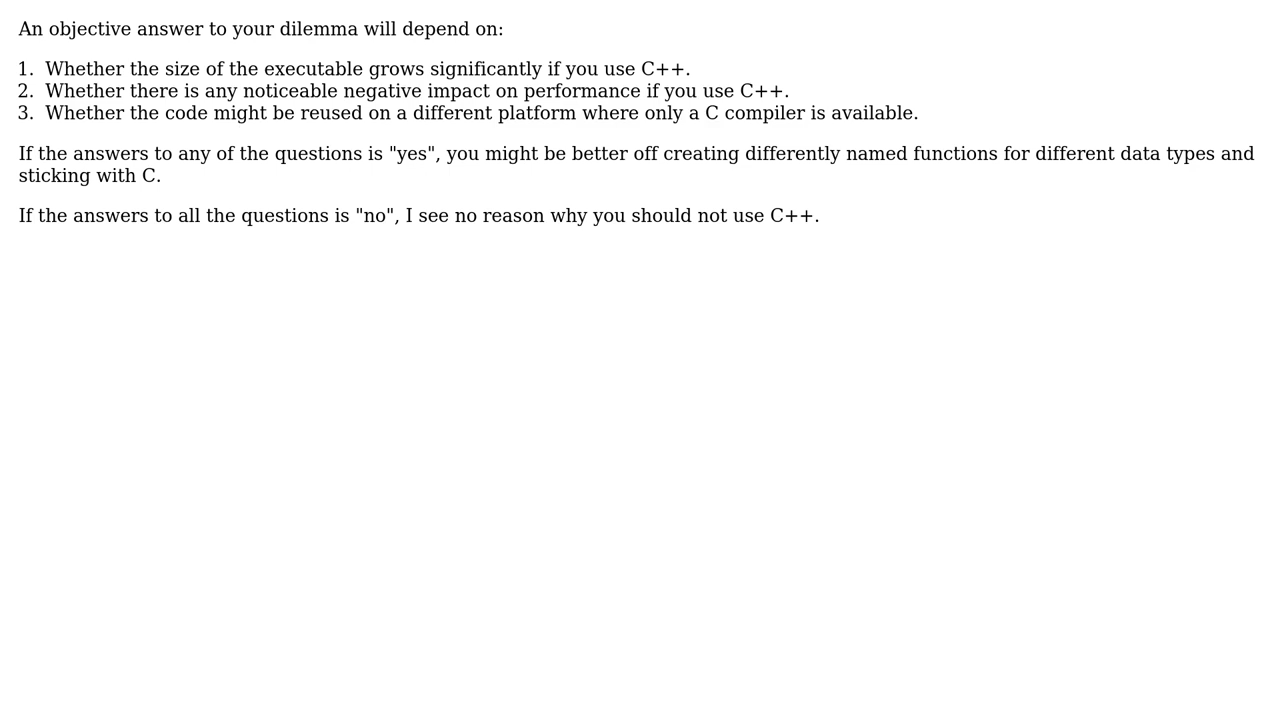 An objective answer to your dilemma will depend on:
1. Whether the size of the executable grows significantly if you use C++.
2. Whether there is any noticeable negative impact on performance if you use C++.
3. Whether the code might be reused on a different platform where only a C compiler is available.
If the answers to any of the questions is "yes", you might be better off creating differently named functions for different data types and
sticking with C.
If the answers to all the questions is "no", I see no reason why you should not use C++.